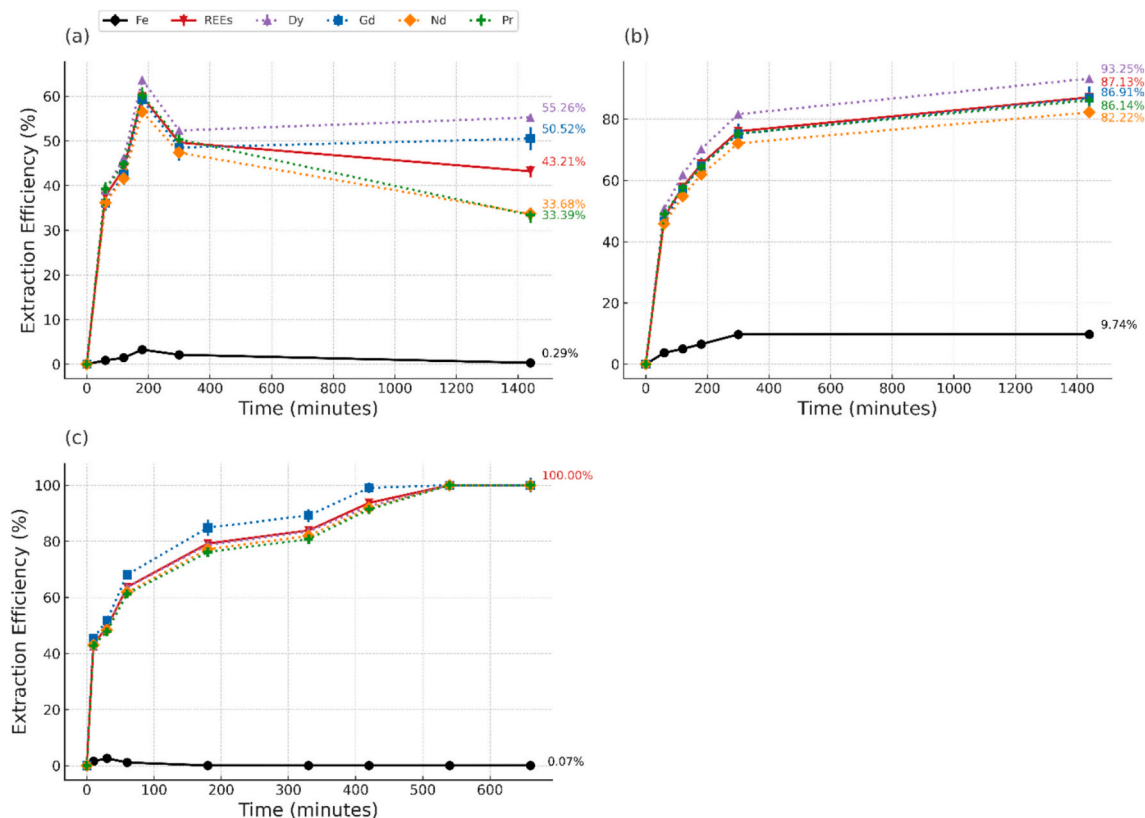 Fe REEs Dy Gd Nd Pr
(a)
Extraction Efficiency (%)
60
50
40
30
20
10
0
55.26%
50.52%
43.21%
33.68%
33.39%
0.29%
0 200 400 600 800 1000 1200 1400
Time (minutes)
(b)
80
60
40
20
0
93.25%
87.13%
86.91%
86.14%
82.22%
9.74%
0 200 400 600 800 1000 1200 1400
Time (minutes)
(c)
Extraction Efficiency (%)
100
80
60
40
20
0
100.00%
0.07%
0 100 200 300 400 500 600
Time (minutes)